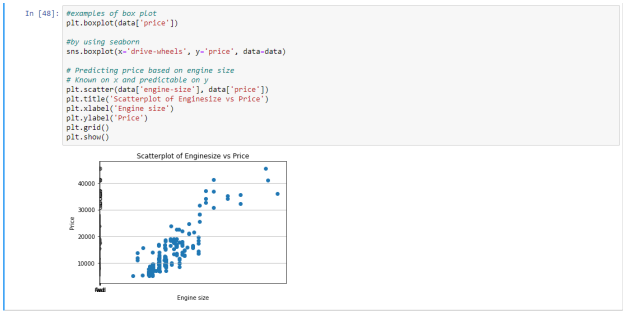 In [48]: #examples of box plot
plt.boxplot(data['price'])
#by using seaborn
sns.boxplot(x='drive-wheels', y='price', data=data)
# Predicting price based on engine size
# Known on x and predictable on y
plt.scatter(data['engine-size'], data['price'])
plt.title('Scatterplot of Enginesize vs Price')
plt.xlabel('Engine size')
plt.ylabel('Price')
plt.grid()
plt.show()
Scatterplot of Enginesize vs Price
40000
30000
20000
10000
Price
Engine size